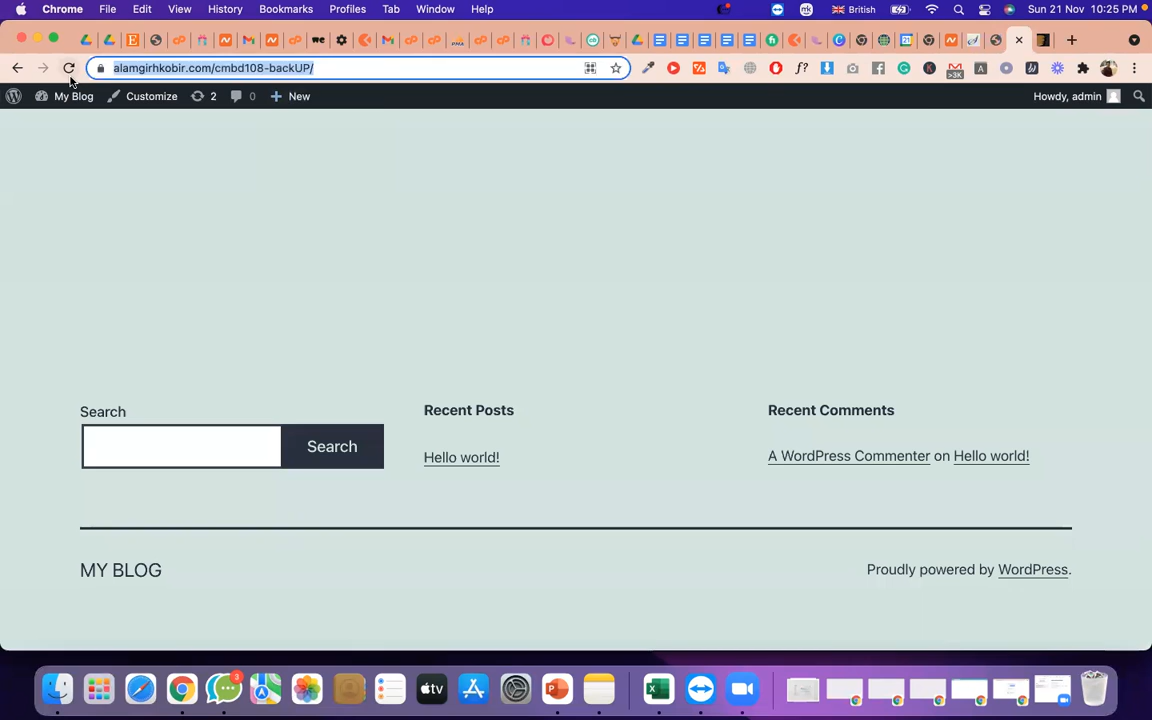 Chrome File Edit View History Bookmarks Profiles Tab Window Help British Sun 21 Nov 10:25 PM
alamgirhkobir.com/cmbd108-backUP/
My Blog Customize 2 0 New Howdy, admin
Search Recent Posts Recent Comments
Search Hello world! A WordPress Commenter on Hello world!
MY BLOG Proudly powered by WordPress.
3
tv